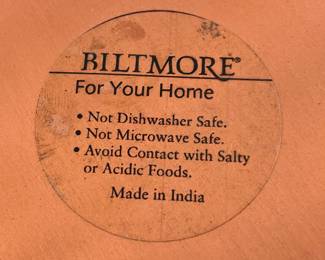 BILTMORE®
For Your Home
• Not Dishwasher Safe.
• Not Microwave Safe.
• Avoid Contact with Salty
or Acidic Foods.
Made in India